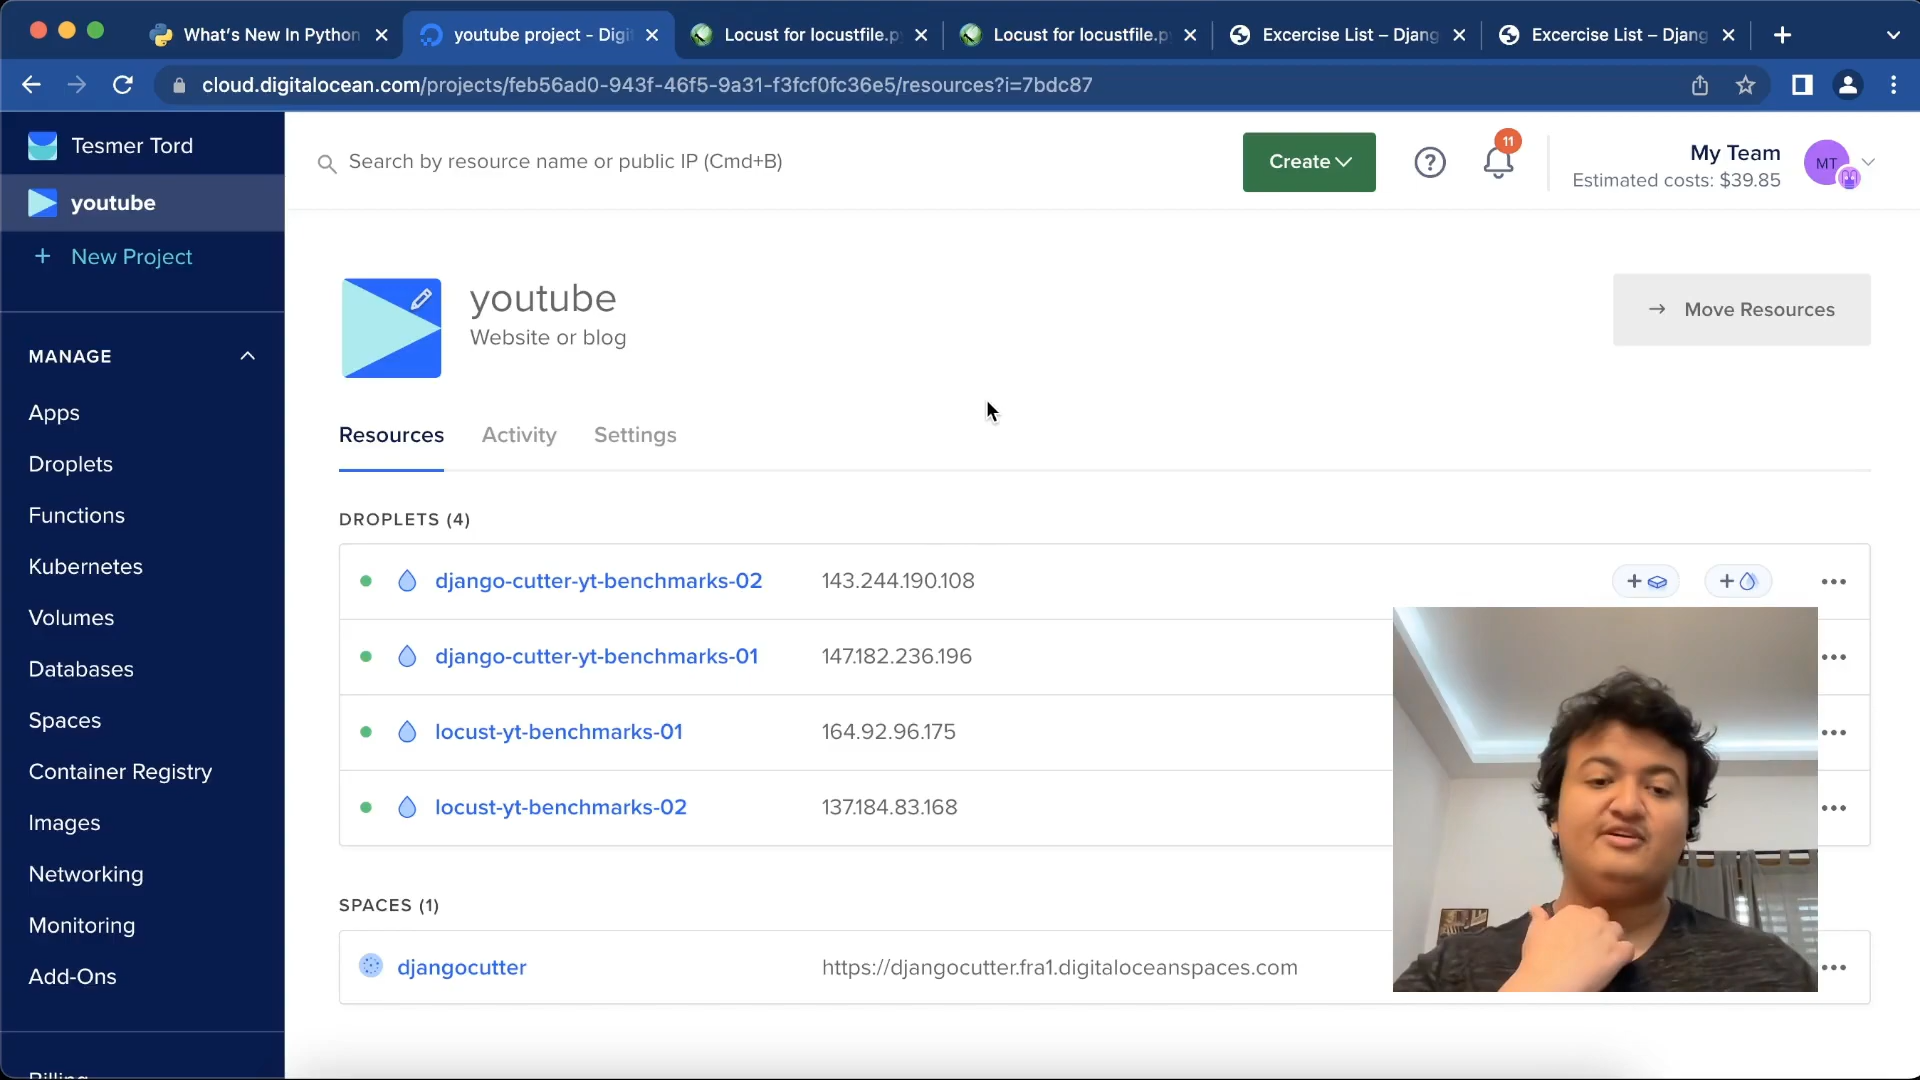 What's New In Python
youtube project - Digi
Locust for locustfile.p
Locust for locustfile.p
Excercise List – Djang
Excercise List – Djang
cloud.digitalocean.com/projects/feb56ad0-943f-46f5-9a31-f3fcf0fc36e5/resources?i=7bdc87
Tesmer Tord
youtube
+ New Project
MANAGE
Apps
Droplets
Functions
Kubernetes
Volumes
Databases
Spaces
Container Registry
Images
Networking
Monitoring
Add-Ons
Billing
Search by resource name or public IP (Cmd+B)
Create
?
11
My Team
Estimated costs: $39.85
MT
youtube
Website or blog
→ Move Resources
Resources Activity Settings
DROPLETS (4)
django-cutter-yt-benchmarks-02 143.244.190.108
django-cutter-yt-benchmarks-01 147.182.236.196
locust-yt-benchmarks-01 164.92.96.175
locust-yt-benchmarks-02 137.184.83.168
SPACES (1)
djangocutter https://djangocutter.fra1.digitaloceanspaces.com